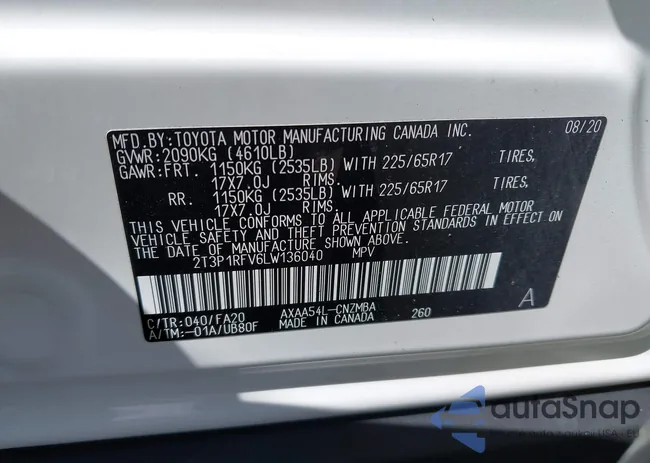 MFD.BY:TOYOTA MOTOR MANUFACTURING CANADA INC. 08/20
GVWR:2090KG (4610LB)
GAWR:FRT. 1150KG (2535LB) WITH 225/65R17 TIRES,
17X7.0J RIMS.
RR. 1150KG (2535LB) WITH 225/65R17 TIRES,
17X7.0J RIMS.
THIS VEHICLE CONFORMS TO ALL APPLICABLE FEDERAL MOTOR
VEHICLE SAFETY AND THEFT PREVENTION STANDARDS IN EFFECT ON
THE DATE OF MANUFACTURE SHOWN ABOVE.
2T3P1RFV6LW136040 MPV
A
C/TR:040/FA20 AXAA54L-CNZMBA 260
A/TM:-01A/UB80F MADE IN CANADA
autoSnap
USA - EU